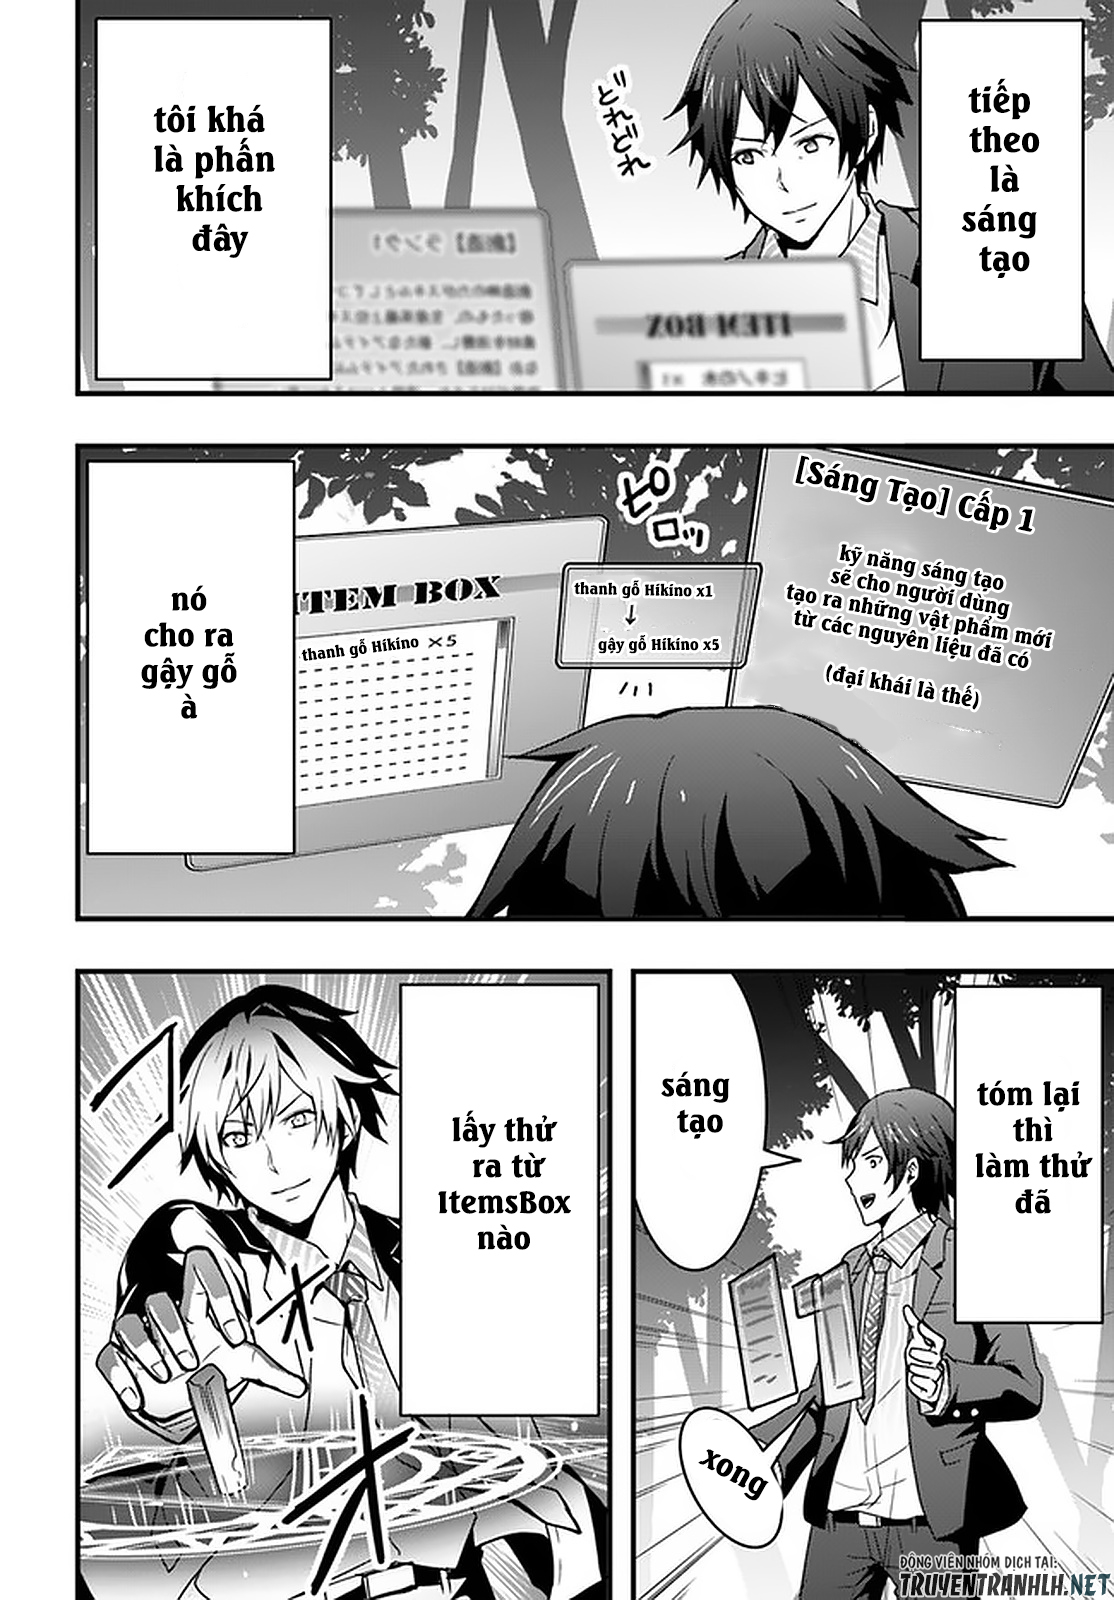 tiếp
theo
là
sáng
tạo
どれどれ
tôi khá
là phấn
khích
đây
ITEM BOX
[Sáng Tạo] Cấp 1
kỹ năng sáng tạo
sẽ cho người dùng
tạo ra những vật phẩm mới
từ các nguyên liệu đã có
(đại khái là thế)
ピロッ
thanh gỗ Hikino x1
↓
gậy gỗ Hikino x5
ITEM BOX
thanh gỗ Hikino x5
nó
cho ra
gậy gỗ
à
tóm lại
thì
làm thử
đã
sáng
tạo
xong
lấy thử
ra từ
ItemsBox
nào
ĐỘNG VIÊN NHÓM DỊCH TẠI:
TRUYENTRANHLH.NET